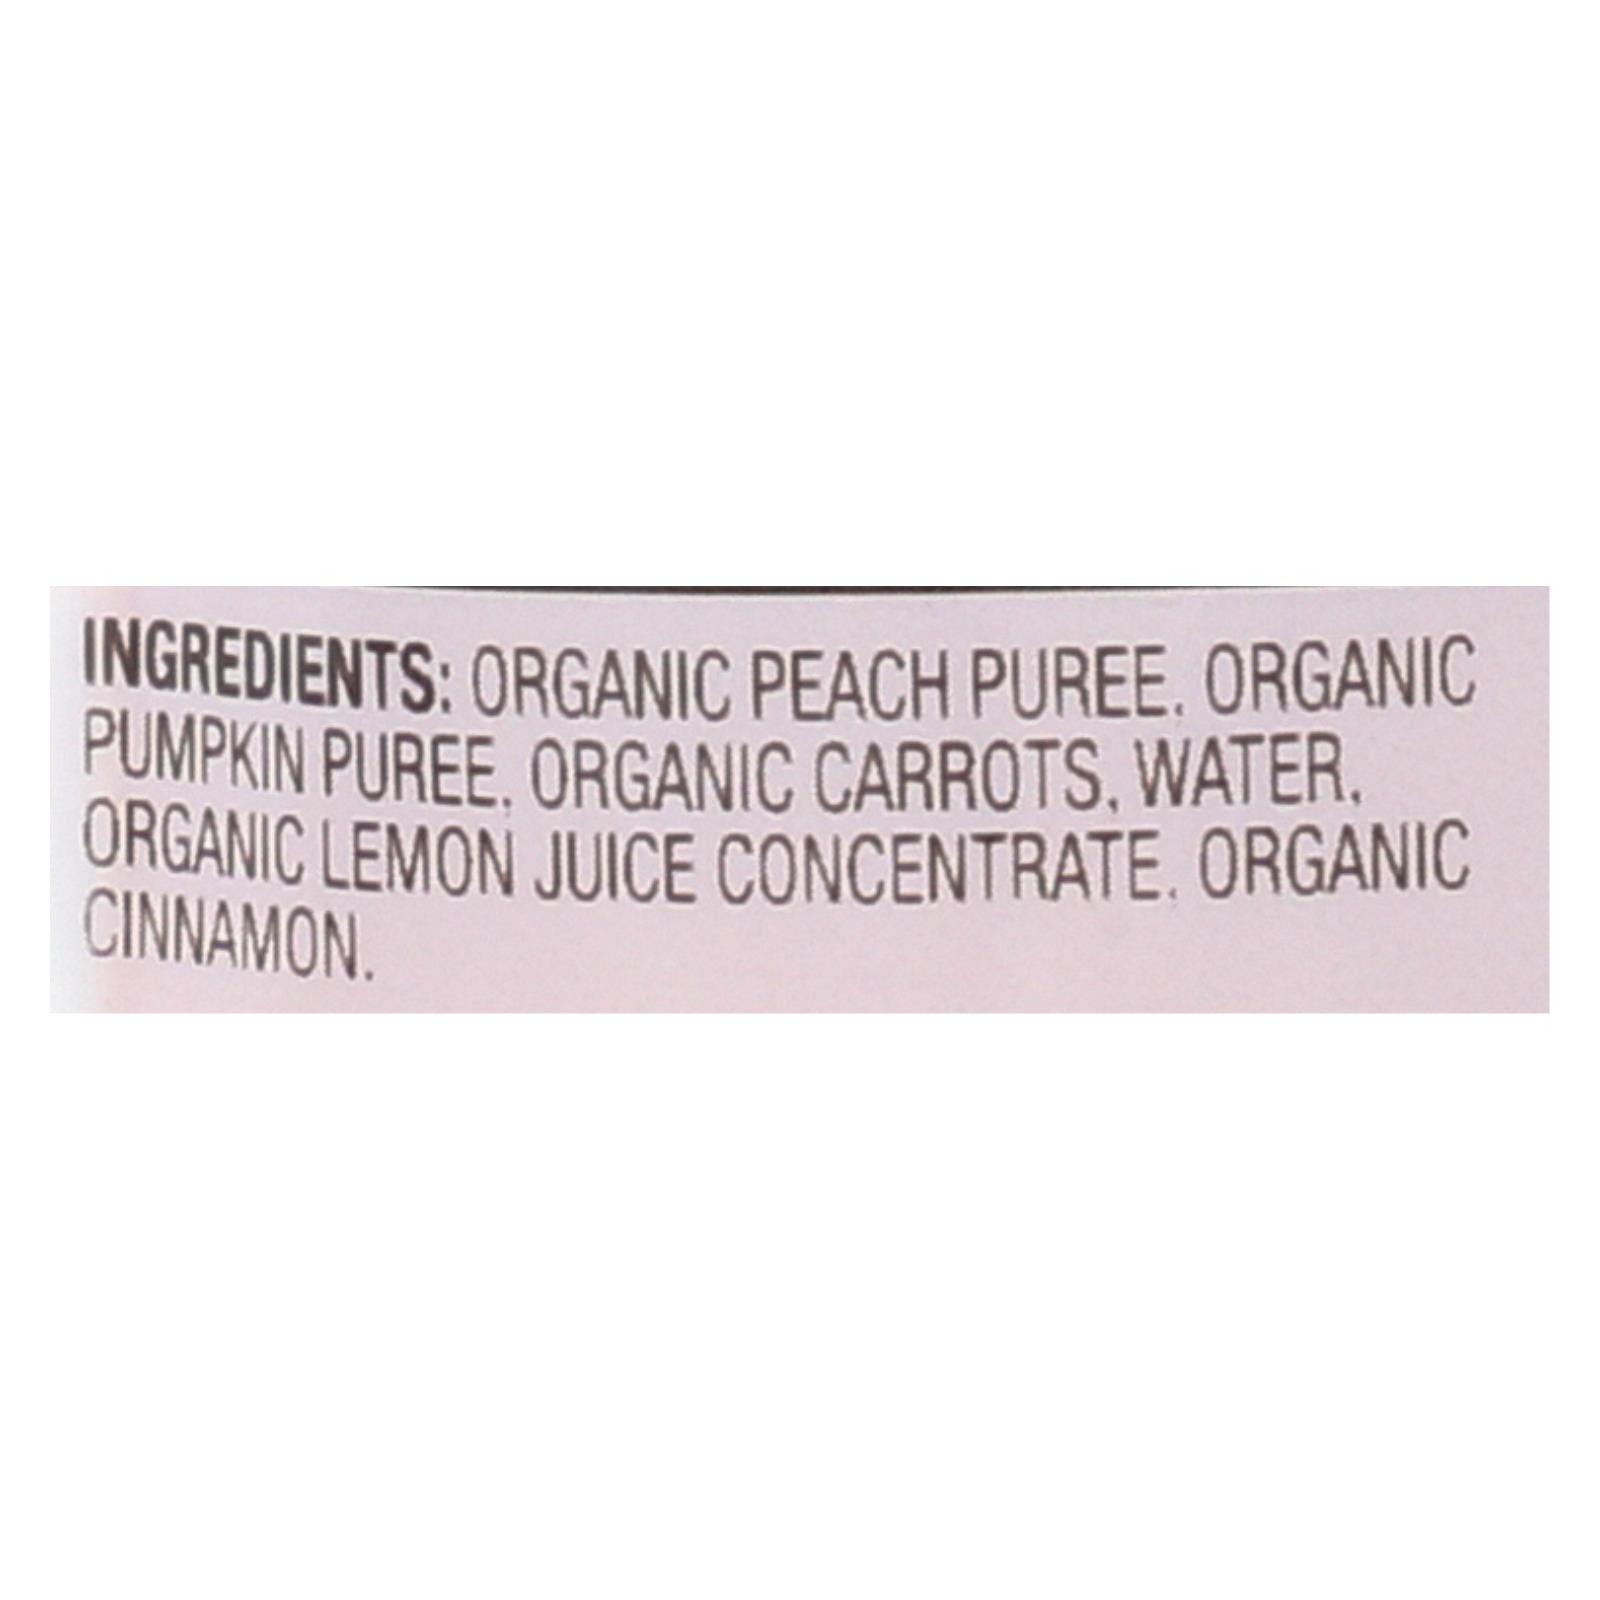 INGREDIENTS: ORGANIC PEACH PUREE, ORGANIC
PUMPKIN PUREE, ORGANIC CARROTS, WATER,
ORGANIC LEMON JUICE CONCENTRATE, ORGANIC
CINNAMON.